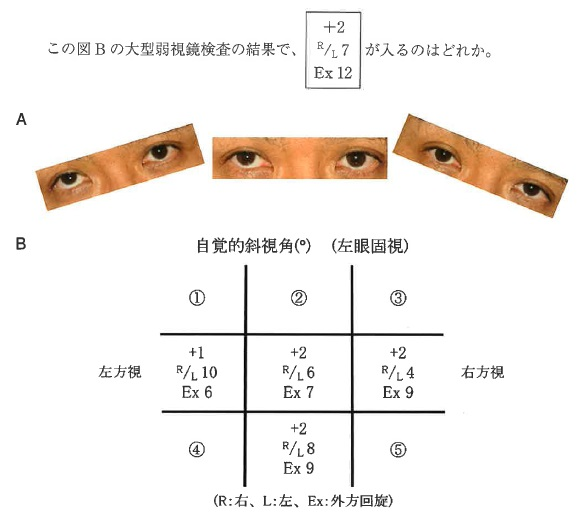 この図Bの大型弱視鏡検査の結果で、
+2
R/L 7
Ex 12
が入るのはどれか。
A
B
自覚的斜視角(°) (左眼固視)
① ② ③
左方視
+1
R/L 10
Ex 6
+2
R/L 6
Ex 7
+2
R/L 4
Ex 9
右方視
④
+2
R/L 8
Ex 9
⑤
(R:右、L:左、Ex:外方回旋)